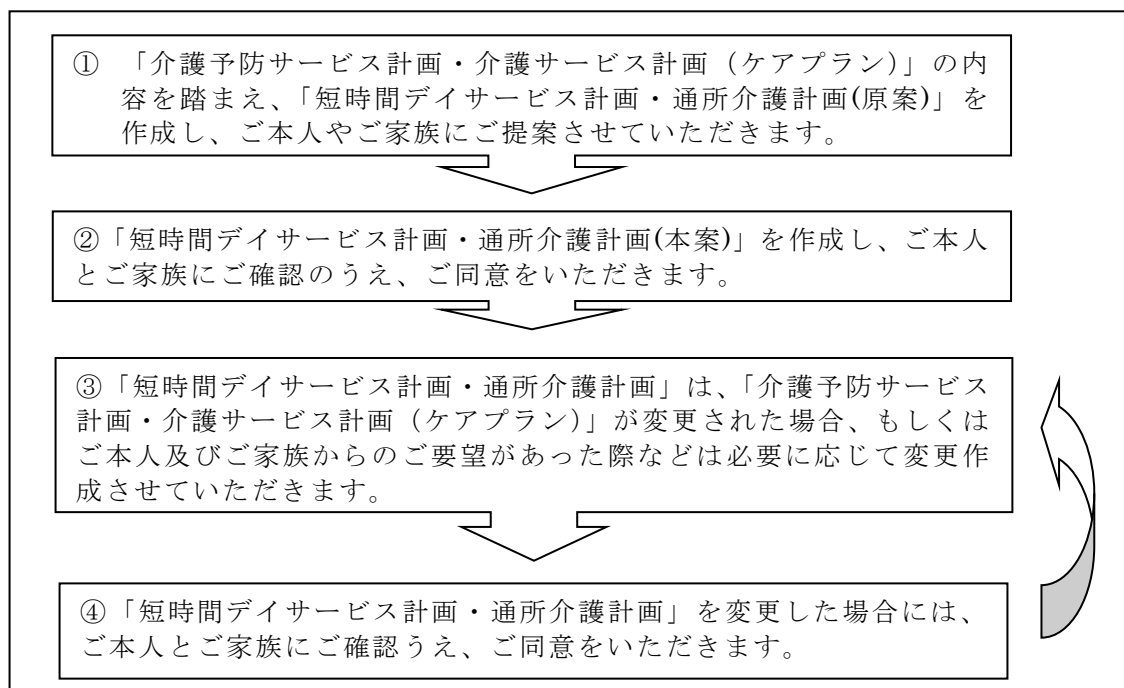 ① 「介護予防サービス計画・介護サービス計画（ケアプラン）」の内
容を踏まえ、「短時間デイサービス計画・通所介護計画(原案)」を
作成し、ご本人やご家族にご提案させていただきます。
②「短時間デイサービス計画・通所介護計画(本案)」を作成し、ご本人
とご家族にご確認のうえ、ご同意をいただきます。
③「短時間デイサービス計画・通所介護計画」は、「介護予防サービス
計画・介護サービス計画（ケアプラン）」が変更された場合、もしくは
ご本人及びご家族からのご要望があった際などは必要に応じて変更作
成させていただきます。
④「短時間デイサービス計画・通所介護計画」を変更した場合には、
ご本人とご家族にご確認うえ、ご同意をいただきます。